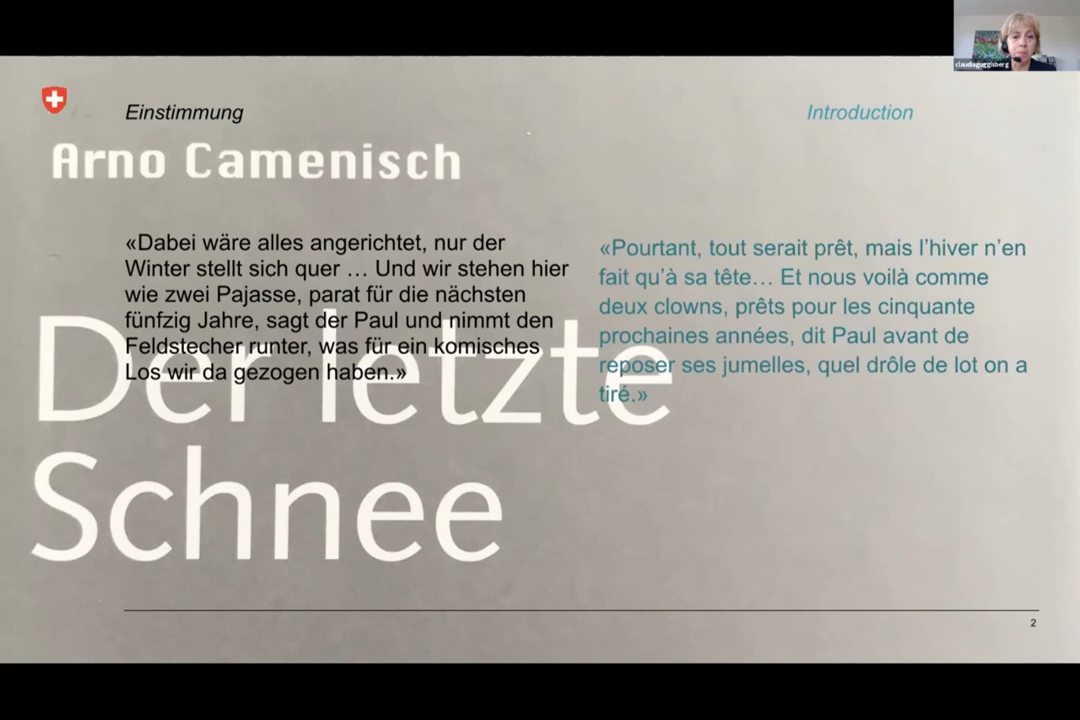 claudiaguggisberg
Einstimmung
Introduction
Arno Camenisch
«Dabei wäre alles angerichtet, nur der
Winter stellt sich quer … Und wir stehen hier
wie zwei Pajasse, parat für die nächsten
fünfzig Jahre, sagt der Paul und nimmt den
Feldstecher runter, was für ein komisches
Los wir da gezogen haben.»
«Pourtant, tout serait prêt, mais l’hiver n’en
fait qu’à sa tête… Et nous voilà comme
deux clowns, prêts pour les cinquante
prochaines années, dit Paul avant de
reposer ses jumelles, quel drôle de lot on a
tiré.»
Der letzte
Schnee
2